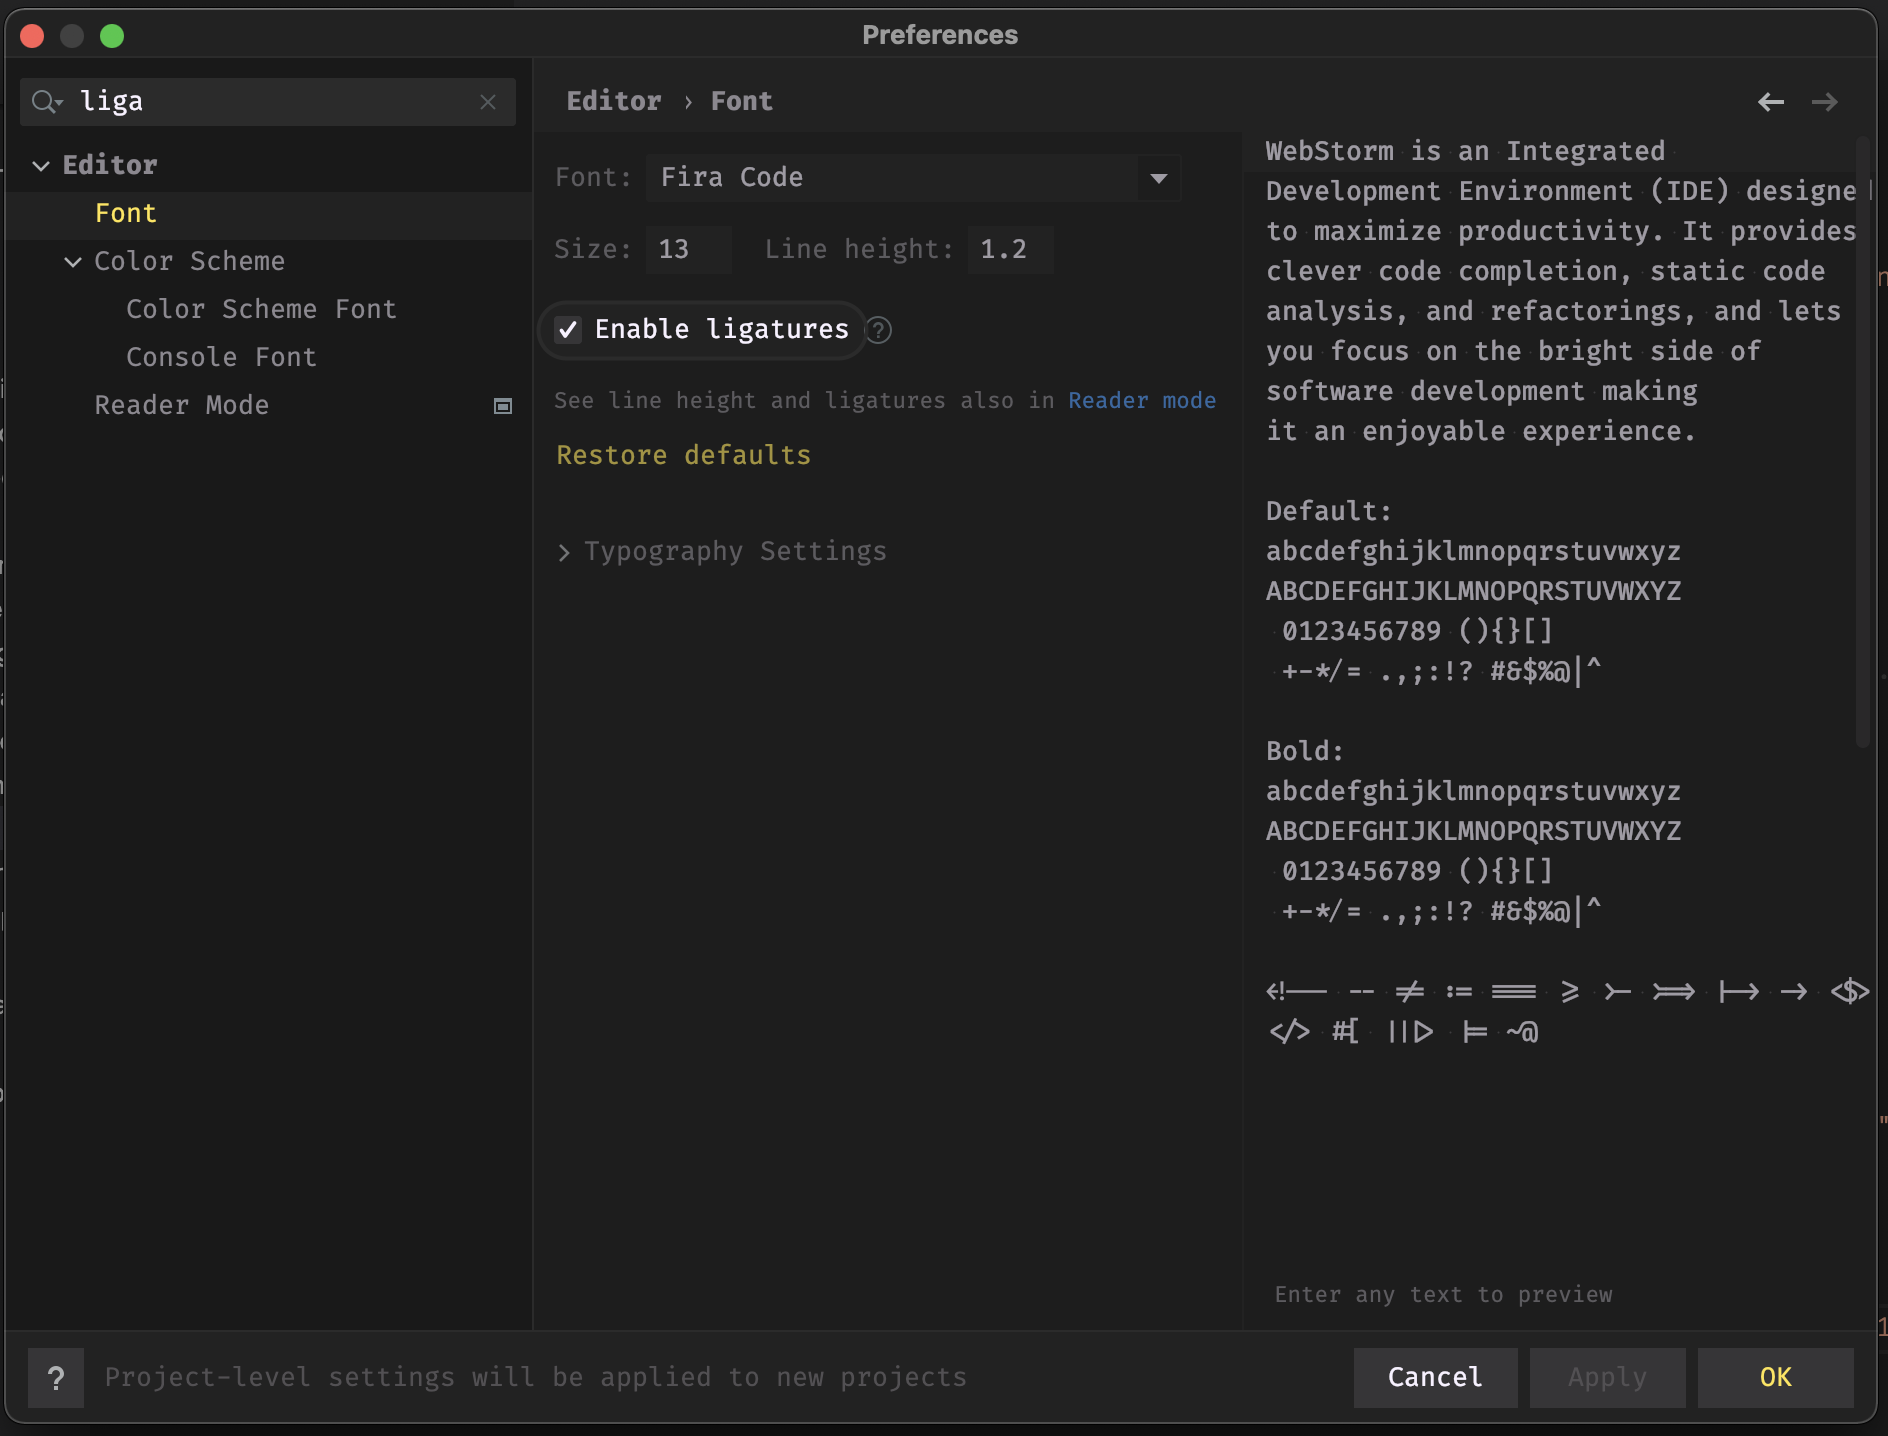 Preferences
liga
Editor
Font
Color Scheme
Color Scheme Font
Console Font
Reader Mode
Editor › Font
Font: Fira Code
Size: 13 Line height: 1.2
Enable ligatures ?
See line height and ligatures also in Reader mode
Restore defaults
Typography Settings
WebStorm is an Integrated
Development Environment (IDE) designe
to maximize productivity. It provides
clever code completion, static code
analysis, and refactorings, and lets
you focus on the bright side of
software development making
it an enjoyable experience.
Default:
abcdefghijklmnopqrstuvwxyz
ABCDEFGHIJKLMNOPQRSTUVWXYZ
0123456789 (){}[]
+-*/= .,;:!? #&$%@|^
Bold:
abcdefghijklmnopqrstuvwxyz
ABCDEFGHIJKLMNOPQRSTUVWXYZ
0123456789 (){}[]
+-*/= .,;:!? #&$%@|^
<!-- -- != := === >= >- >=> |-> -> <$>
</> #[ ||> |= ~@
Enter any text to preview
? Project-level settings will be applied to new projects
Cancel Apply OK